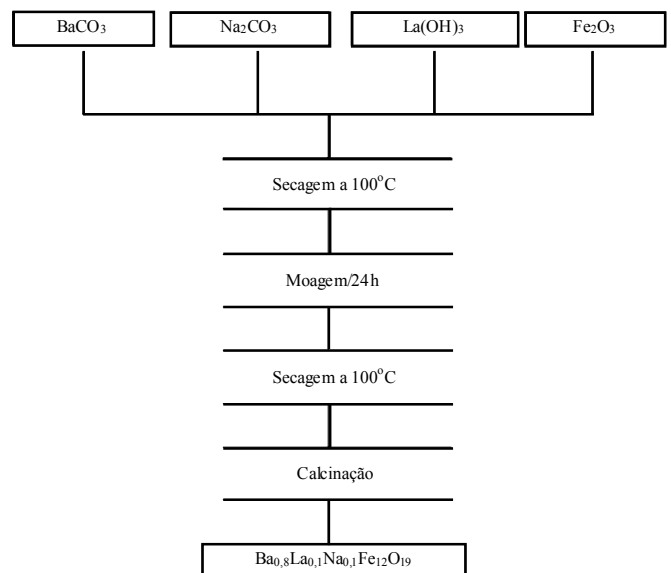 BaCO₃
Na₂CO₃
La(OH)₃
Fe₂O₃
Secagem a 100°C
Moagem/24h
Secagem a 100°C
Calcinação
Ba₀,₈La₀,₁Na₀,₁Fe₁₂O₁₉